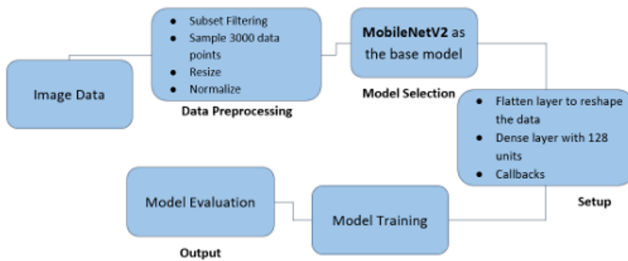 Image Data
● Subset Filtering
● Sample 3000 data
points
● Resize
● Normalize
Data Preprocessing
MobileNetV2 as
the base model
Model Selection
● Flatten layer to reshape
the data
● Dense layer with 128
units
● Callbacks
Setup
Model Training
Model Evaluation
Output